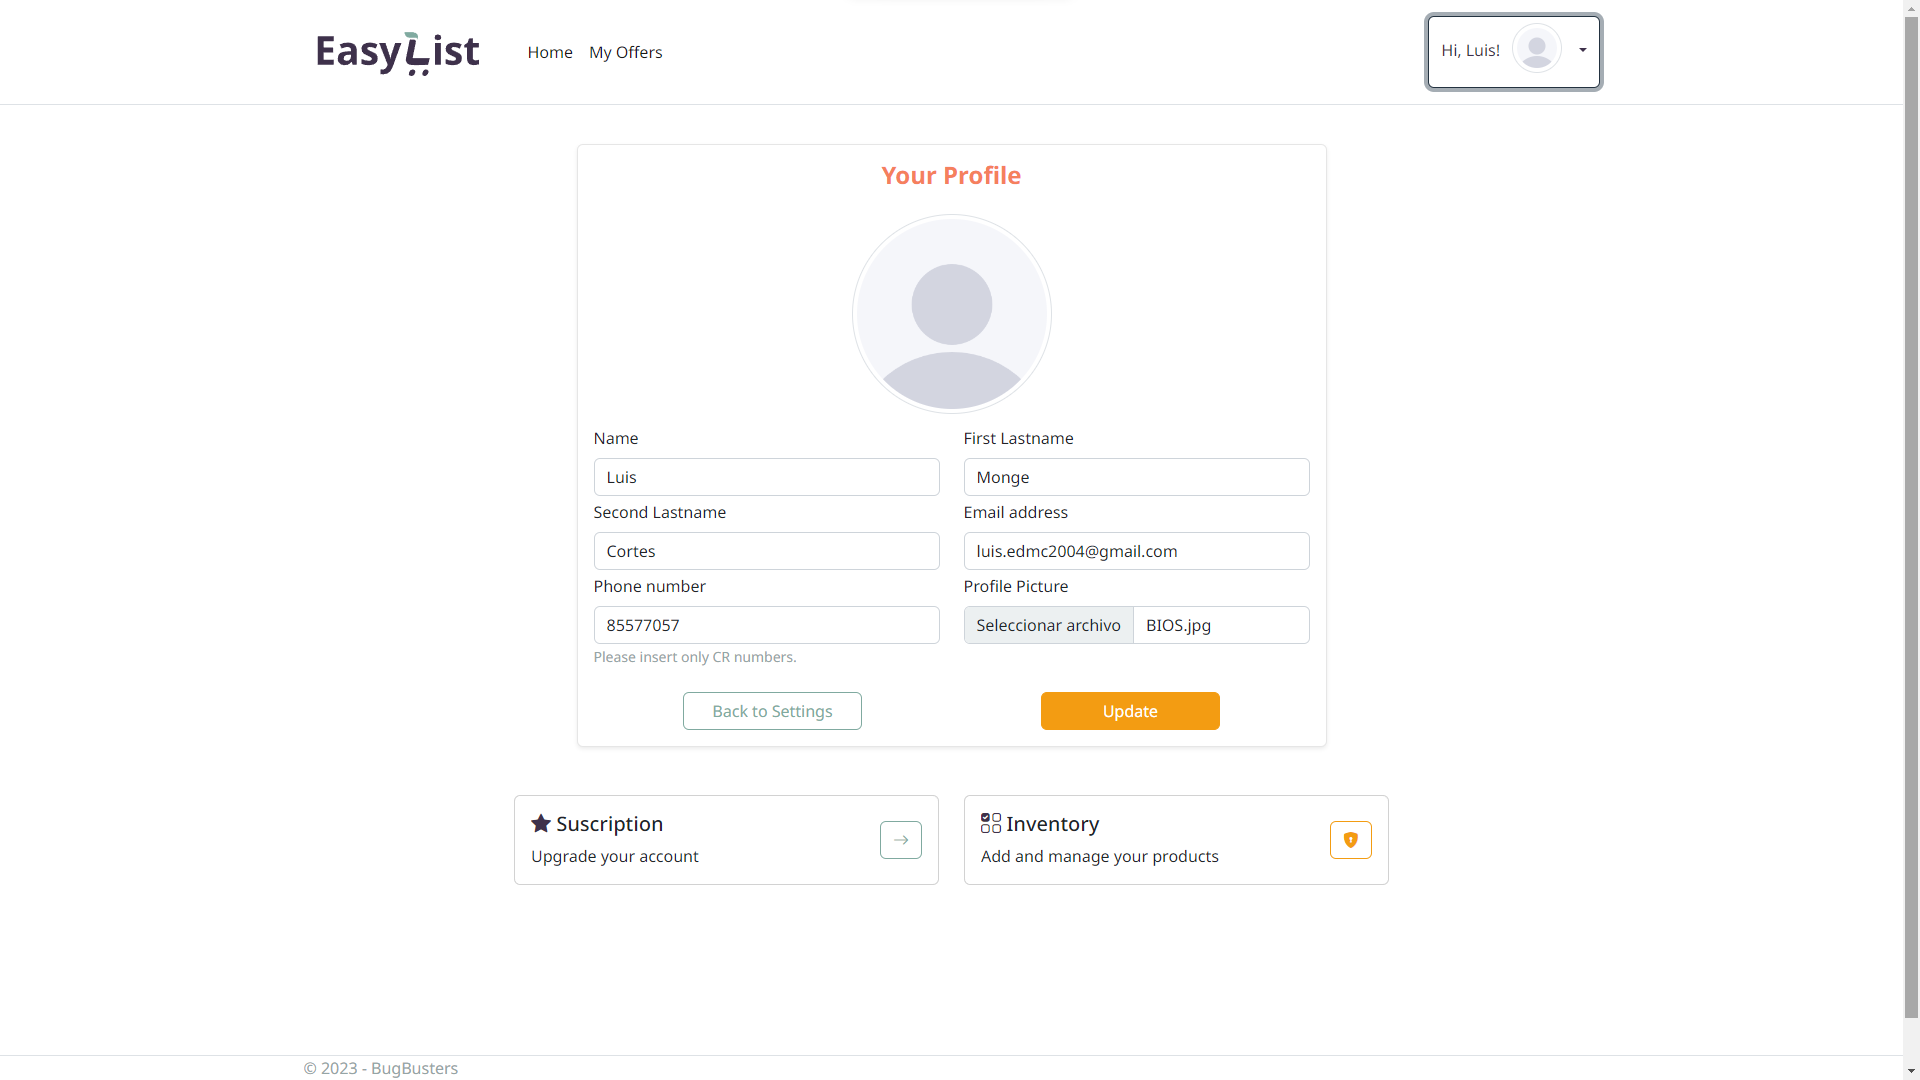 EasyList
Home
My Offers
Hi, Luis!
Your Profile
Name
First Lastname
Luis
Monge
Second Lastname
Email address
Cortes
luis.edmc2004@gmail.com
Phone number
Profile Picture
85577057
Seleccionar archivo
BIOS.jpg
Please insert only CR numbers.
Back to Settings
Update
Suscription
Upgrade your account
Inventory
Add and manage your products
© 2023 - BugBusters